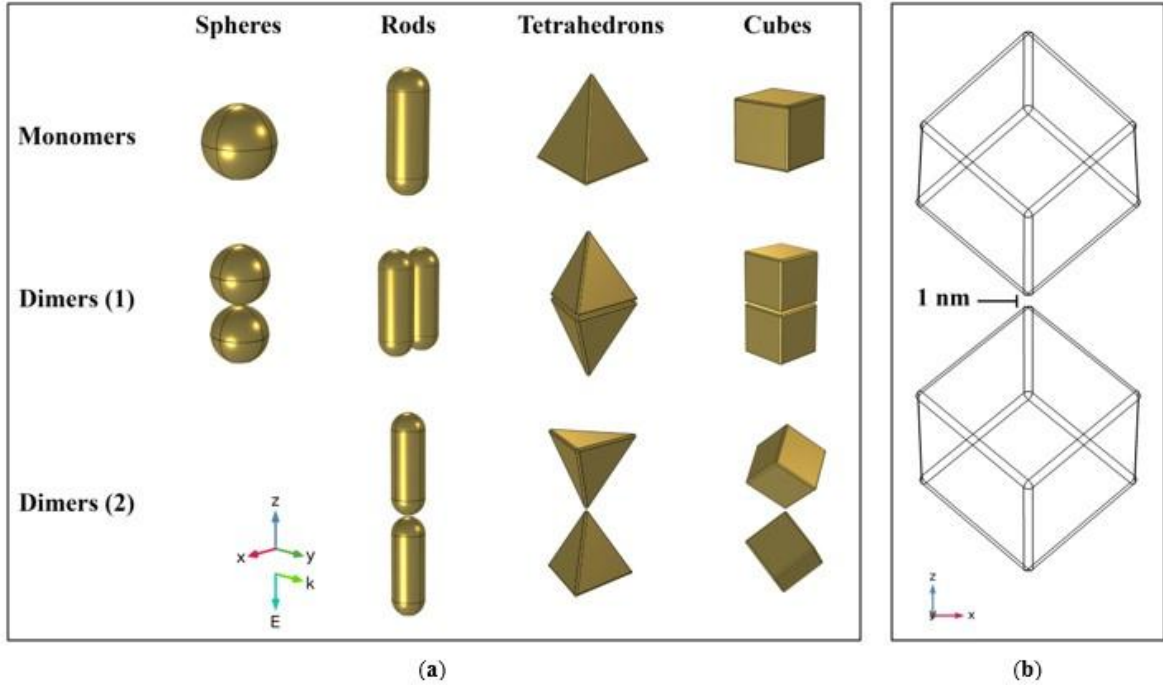 Spheres Rods Tetrahedrons Cubes
Monomers
Dimers (1)
Dimers (2)
z
x y
k
E
(a)
1 nm
z
y x
(b)